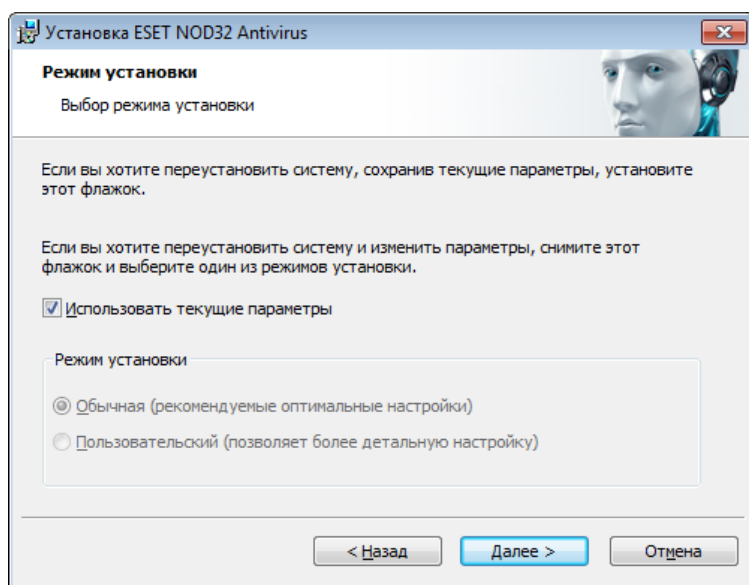 Установка ESET NOD32 Antivirus
Режим установки
Выбор режима установки
Если вы хотите переустановить систему, сохранив текущие параметры, установите
этот флажок.
Если вы хотите переустановить систему и изменить параметры, снимите этот
флажок и выберите один из режимов установки.
Использовать текущие параметры
Режим установки
Обычная (рекомендуемые оптимальные настройки)
Пользовательский (позволяет более детальную настройку)
< Назад
Далее >
Отмена